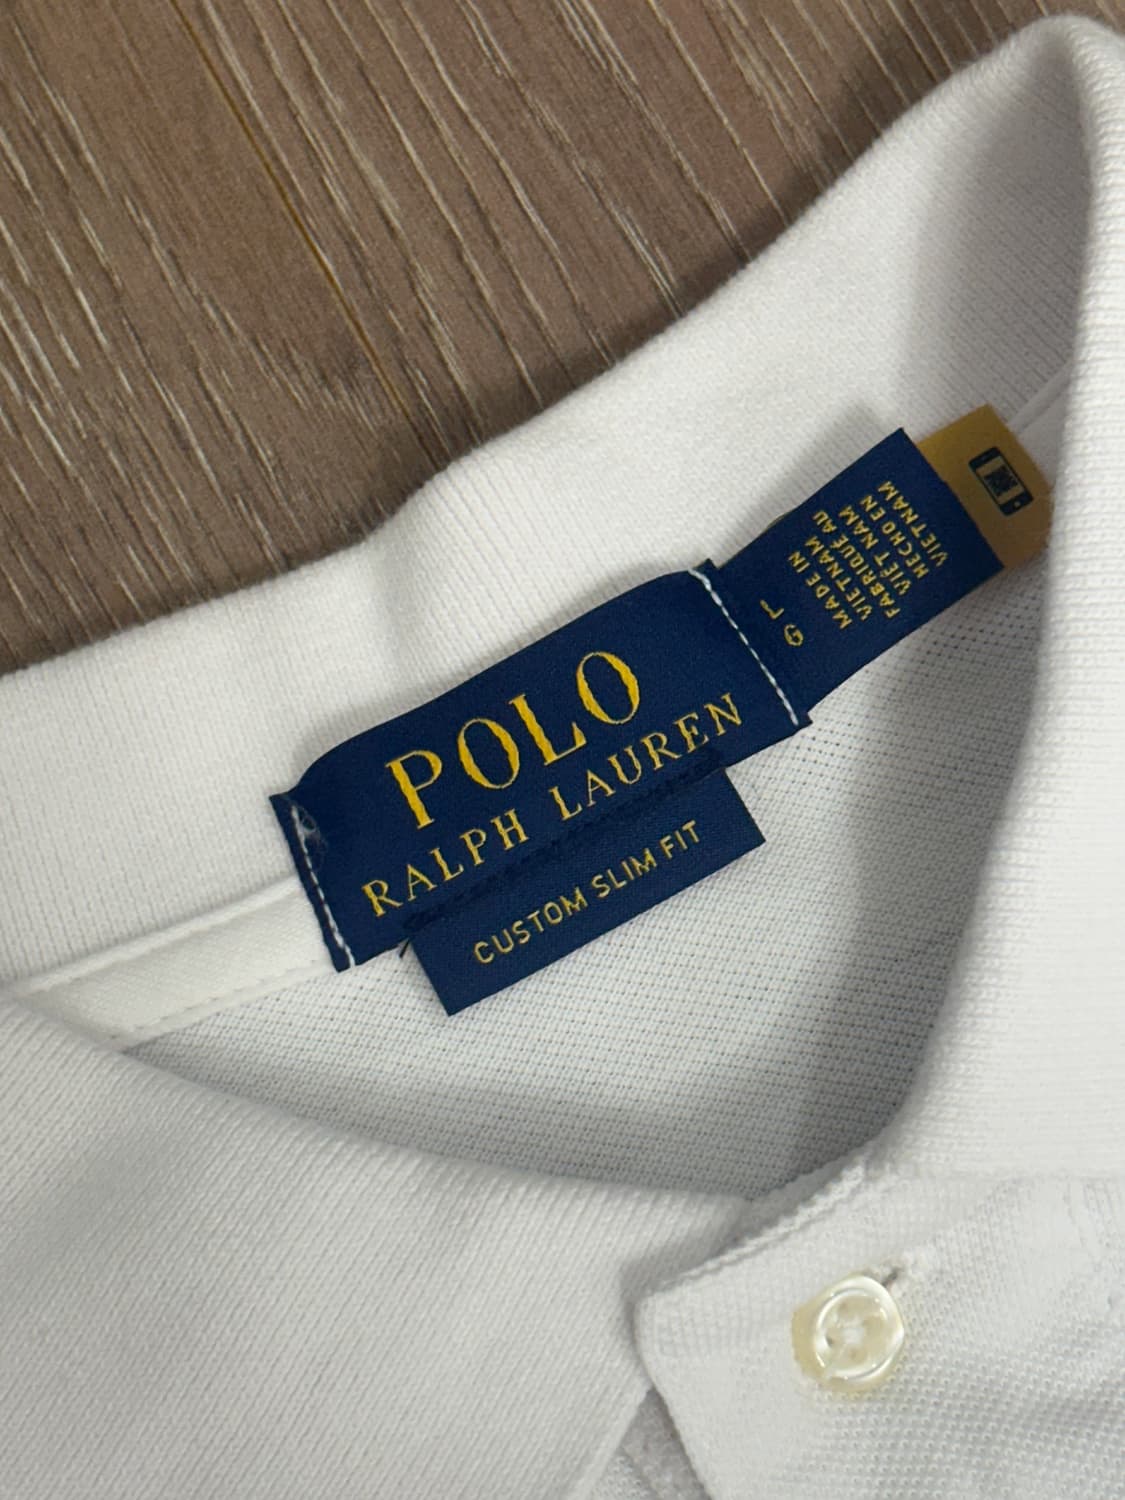 POLO
RALPH LAUREN
CUSTOM SLIM FIT
L
G
MADE IN
VIETNAM
FABRIQUÉ AU
VIET NAM
HECHO EN
VIETNAM